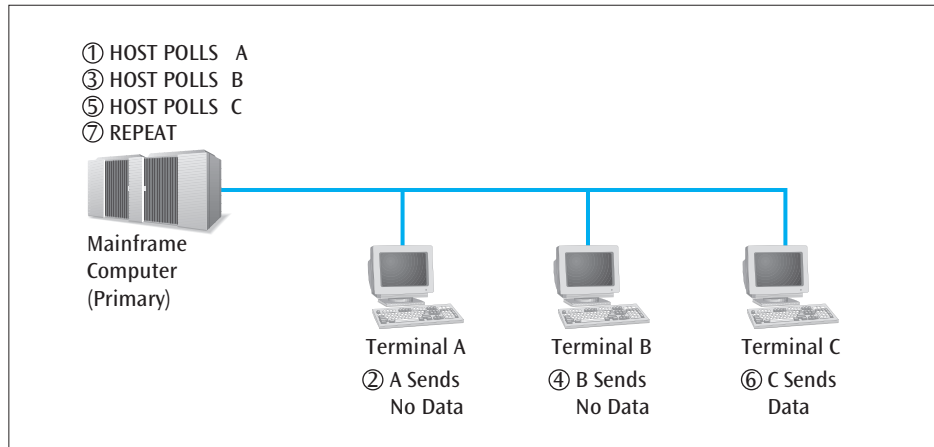 ① HOST POLLS A
③ HOST POLLS B
⑤ HOST POLLS C
⑦ REPEAT
Mainframe
Computer
(Primary)
Terminal A
② A Sends
No Data
Terminal B
④ B Sends
No Data
Terminal C
⑥ C Sends
Data